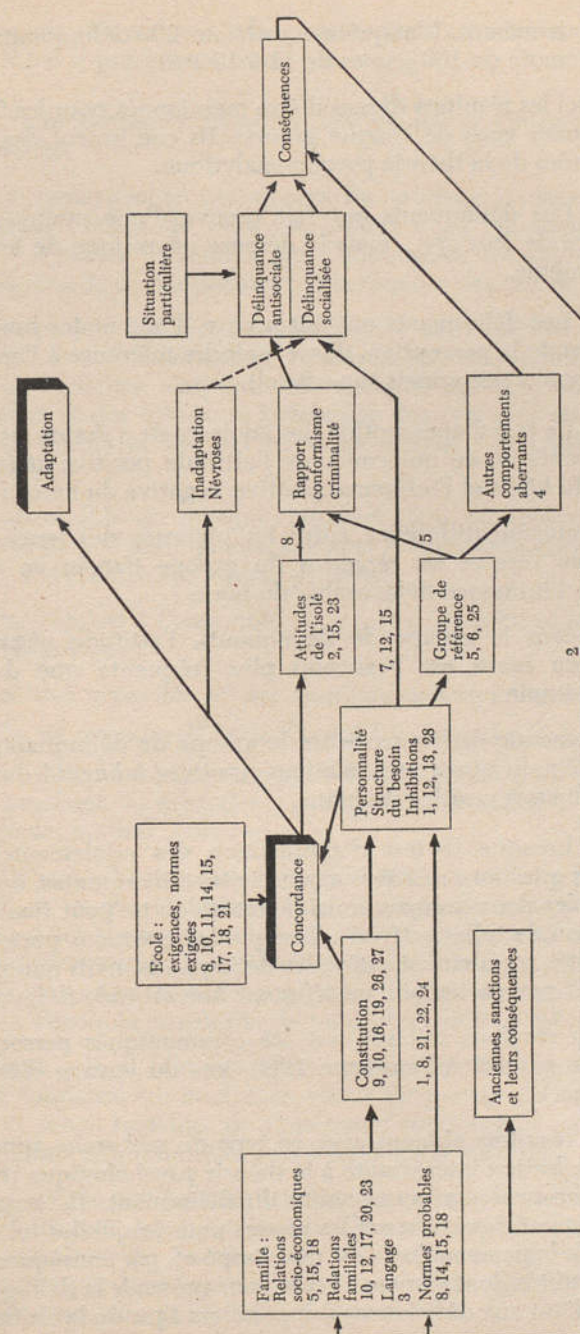 Famille :
Relations
socio-économiques
5, 15, 18
Relations
familiales
10, 12, 17, 20, 23
Langage
3
Normes probables
8, 14, 15, 18
Constitution
9, 10, 16, 19, 26, 27
1, 8, 21, 22, 24
Anciennes sanctions
et leurs conséquences
Ecole :
exigences, normes
exigées
8, 10, 11, 14, 15,
17, 18, 21
Concordance
Personnalité
Structure
du besoin
Inhibitions
1, 12, 13, 28
Attitudes
de l'isolé
2, 15, 23
8
7, 12, 15
Groupe de
référence
5, 6, 25
5
2
Adaptation
Inadaptation
Névroses
Rapport
conformisme
criminalité
Autres
comportements
aberrants
4
Situation
particulière
Délinquance
antisociale
Délinquance
socialisée
Conséquences